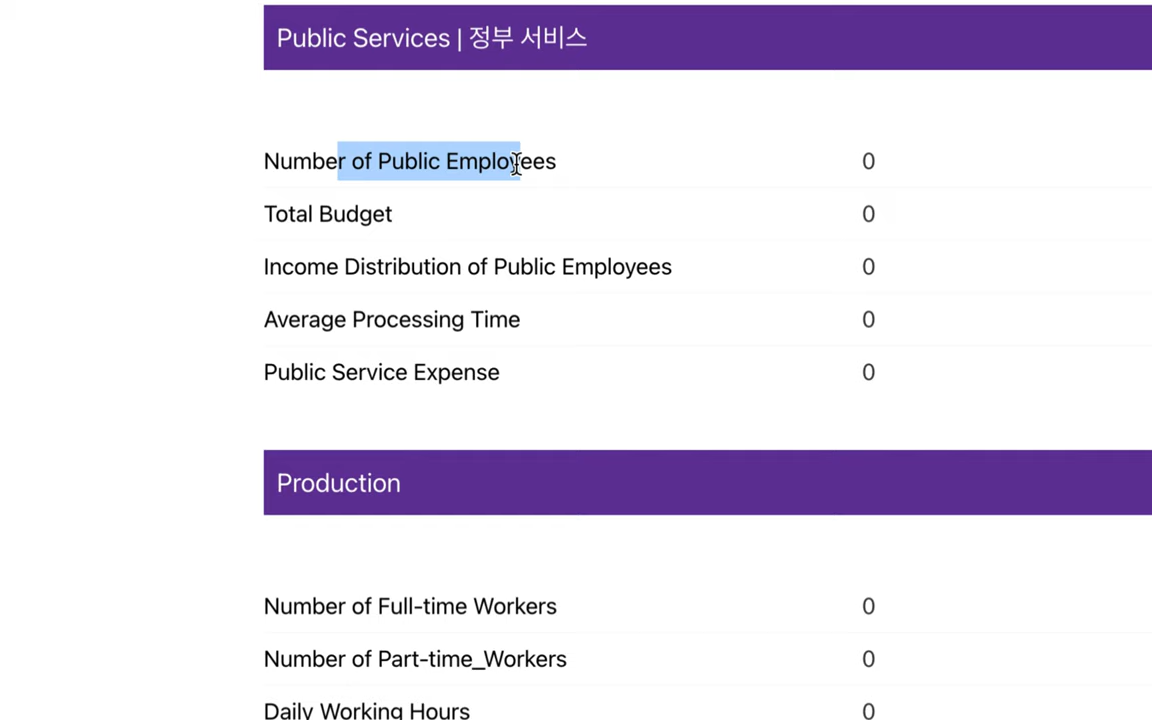 Public Services | 정부 서비스
Number of Public Employees 0
Total Budget 0
Income Distribution of Public Employees 0
Average Processing Time 0
Public Service Expense 0
Production
Number of Full-time Workers 0
Number of Part-time_Workers 0
Daily Working Hours 0